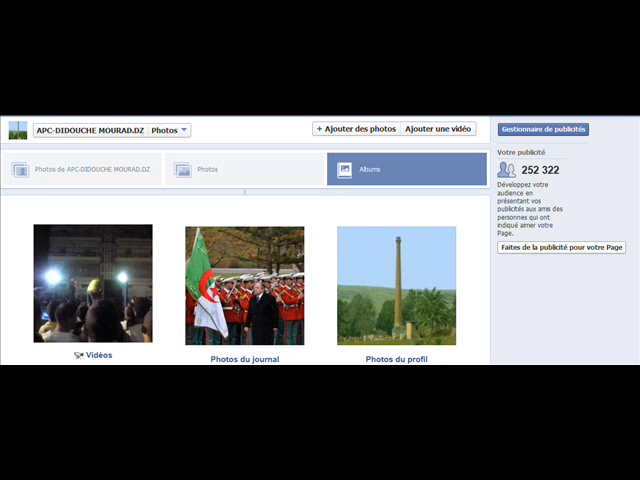 APC-DIDOUCHE MOURAD.DZ Photos
+ Ajouter des photos Ajouter une vidéo
Gestionnaire de publicités
Photos de APC-DIDOUCHE MOURAD.DZ
Photos
Albums
Votre publicité
252 322
Développez votre
audience en
présentant vos
publicités aux amis des
personnes qui ont
indiqué aimer votre
Page.
Faites de la publicité pour votre Page
Vidéos
Photos du journal
Photos du profil